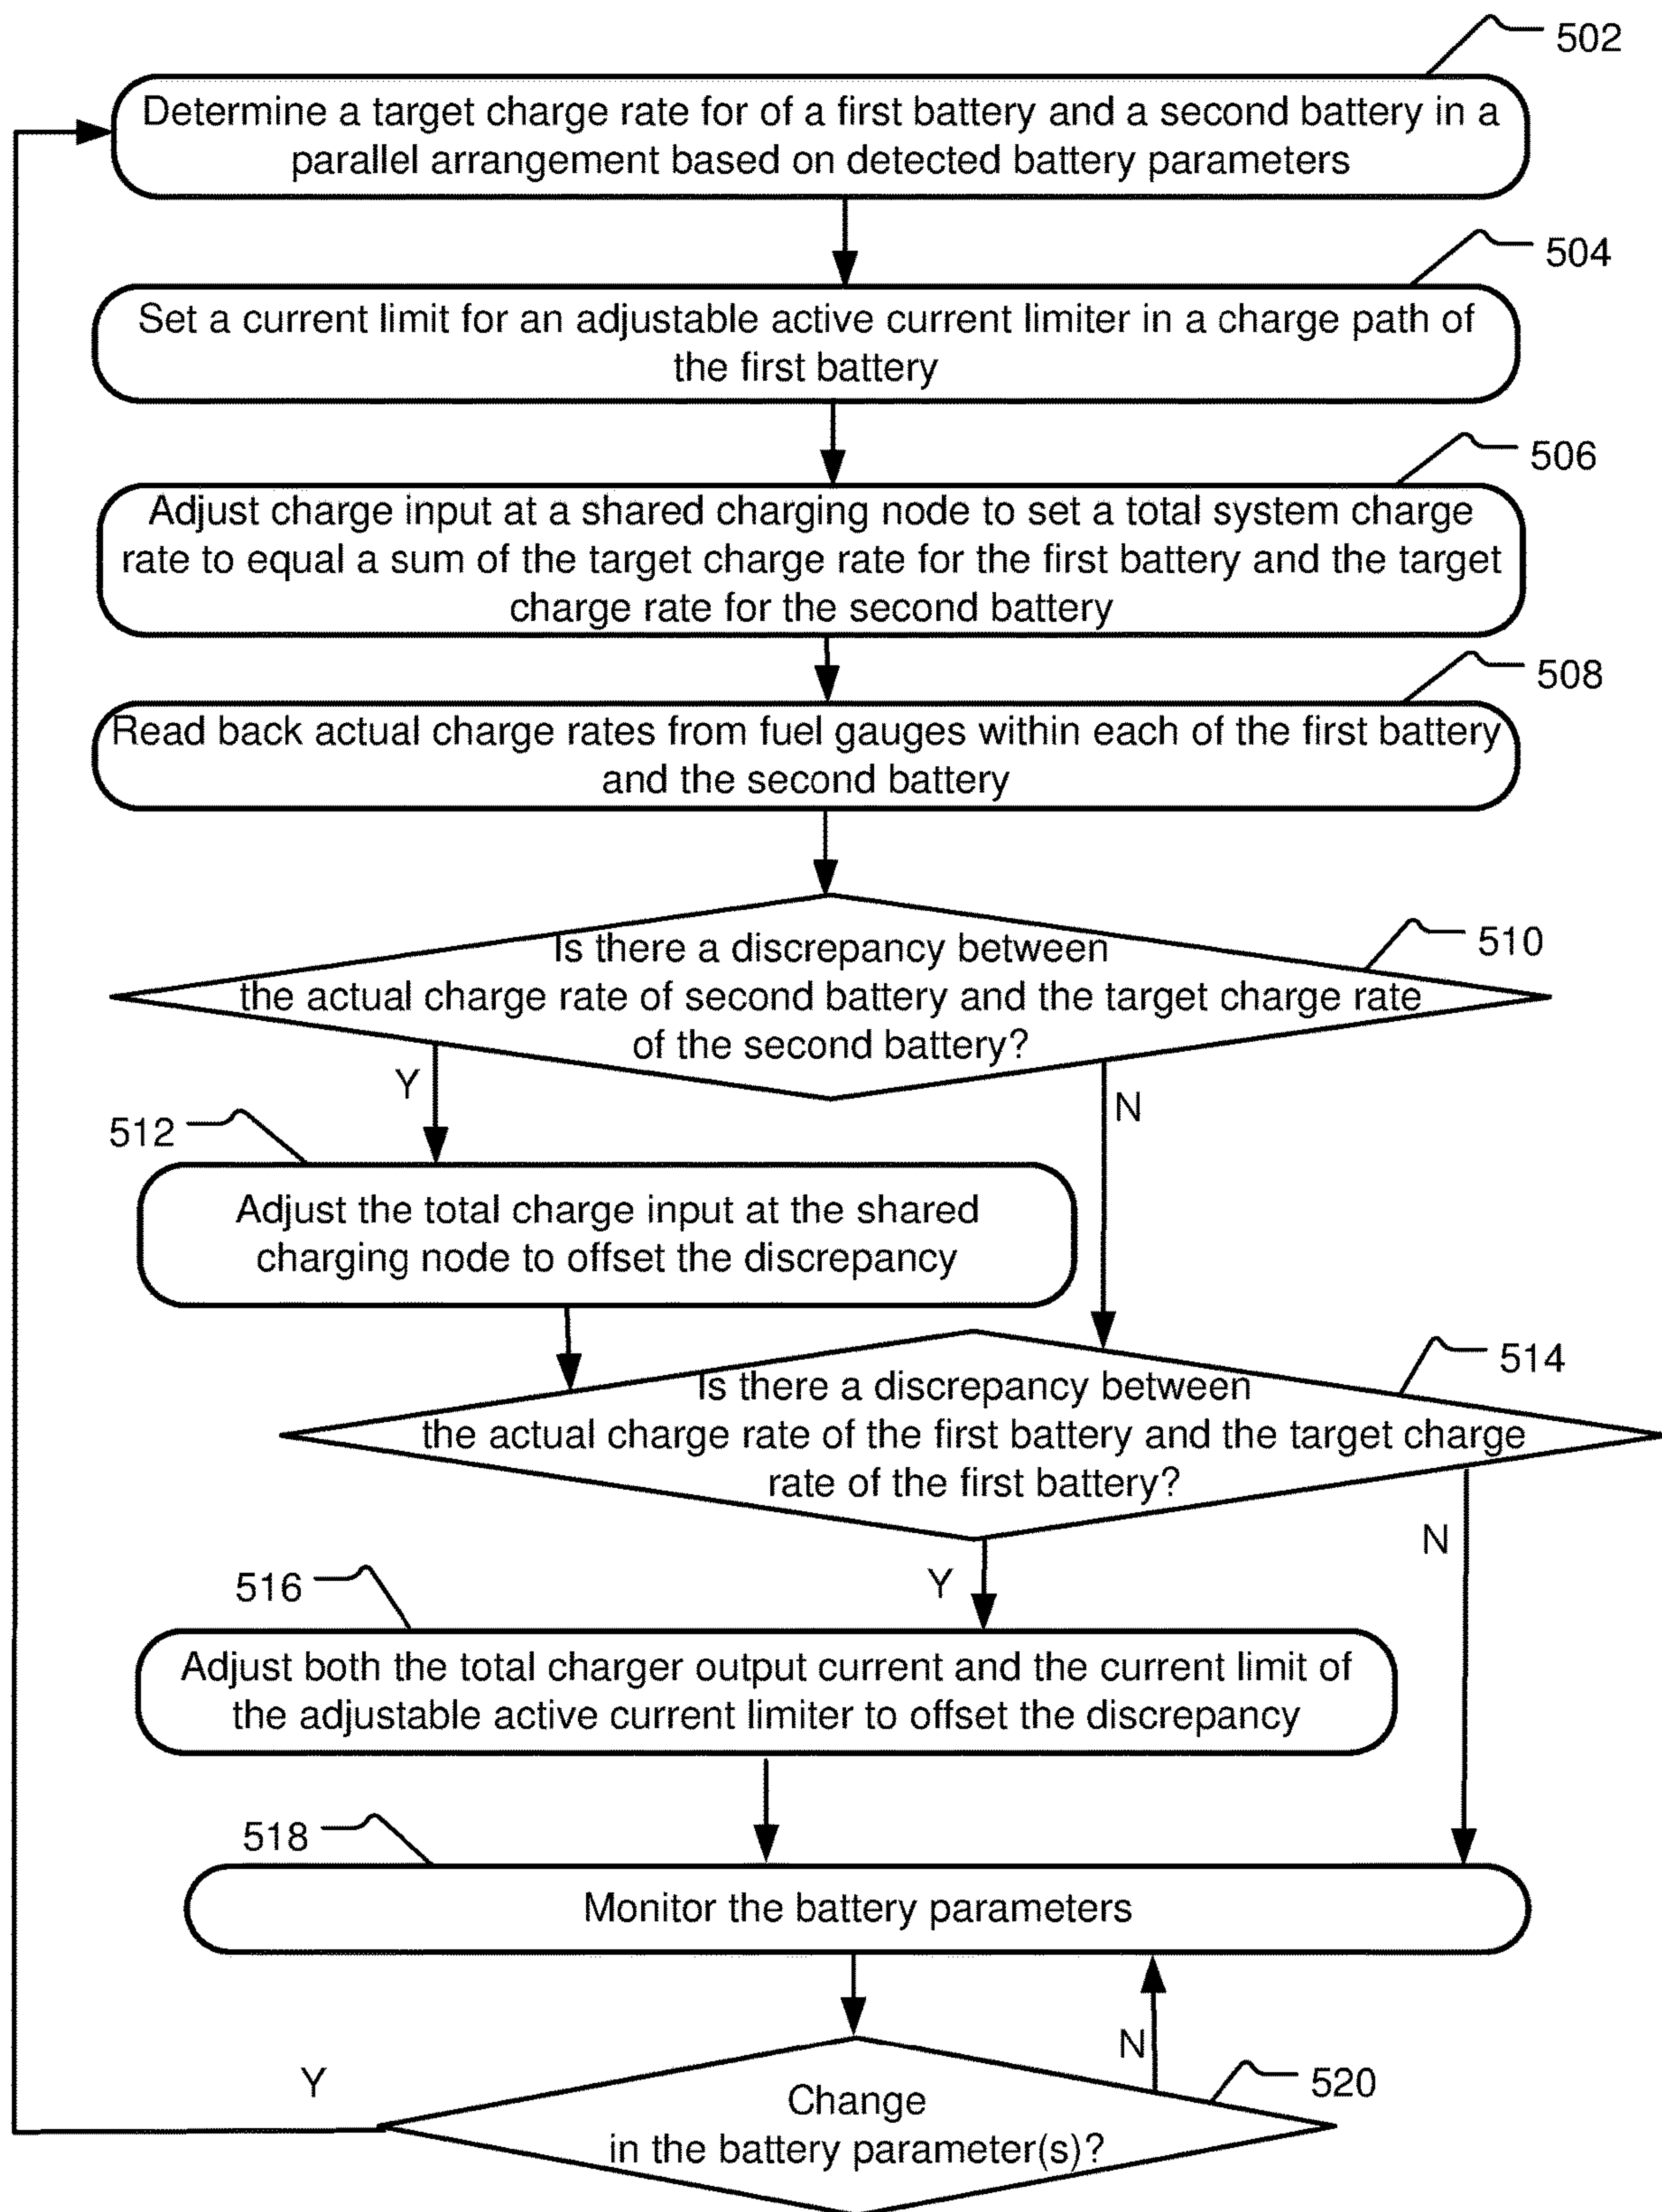 502
Determine a target charge rate for of a first battery and a second battery in a
parallel arrangement based on detected battery parameters
504
Set a current limit for an adjustable active current limiter in a charge path of
the first battery
506
Adjust charge input at a shared charging node to set a total system charge
rate to equal a sum of the target charge rate for the first battery and the target
charge rate for the second battery
508
Read back actual charge rates from fuel gauges within each of the first battery
and the second battery
510
Is there a discrepancy between
the actual charge rate of second battery and the target charge rate
of the second battery?
Y
N
512
Adjust the total charge input at the shared
charging node to offset the discrepancy
514
Is there a discrepancy between
the actual charge rate of the first battery and the target charge
rate of the first battery?
Y
N
516
Adjust both the total charger output current and the current limit of
the adjustable active current limiter to offset the discrepancy
518
Monitor the battery parameters
N
Y
520
Change
in the battery parameter(s)?